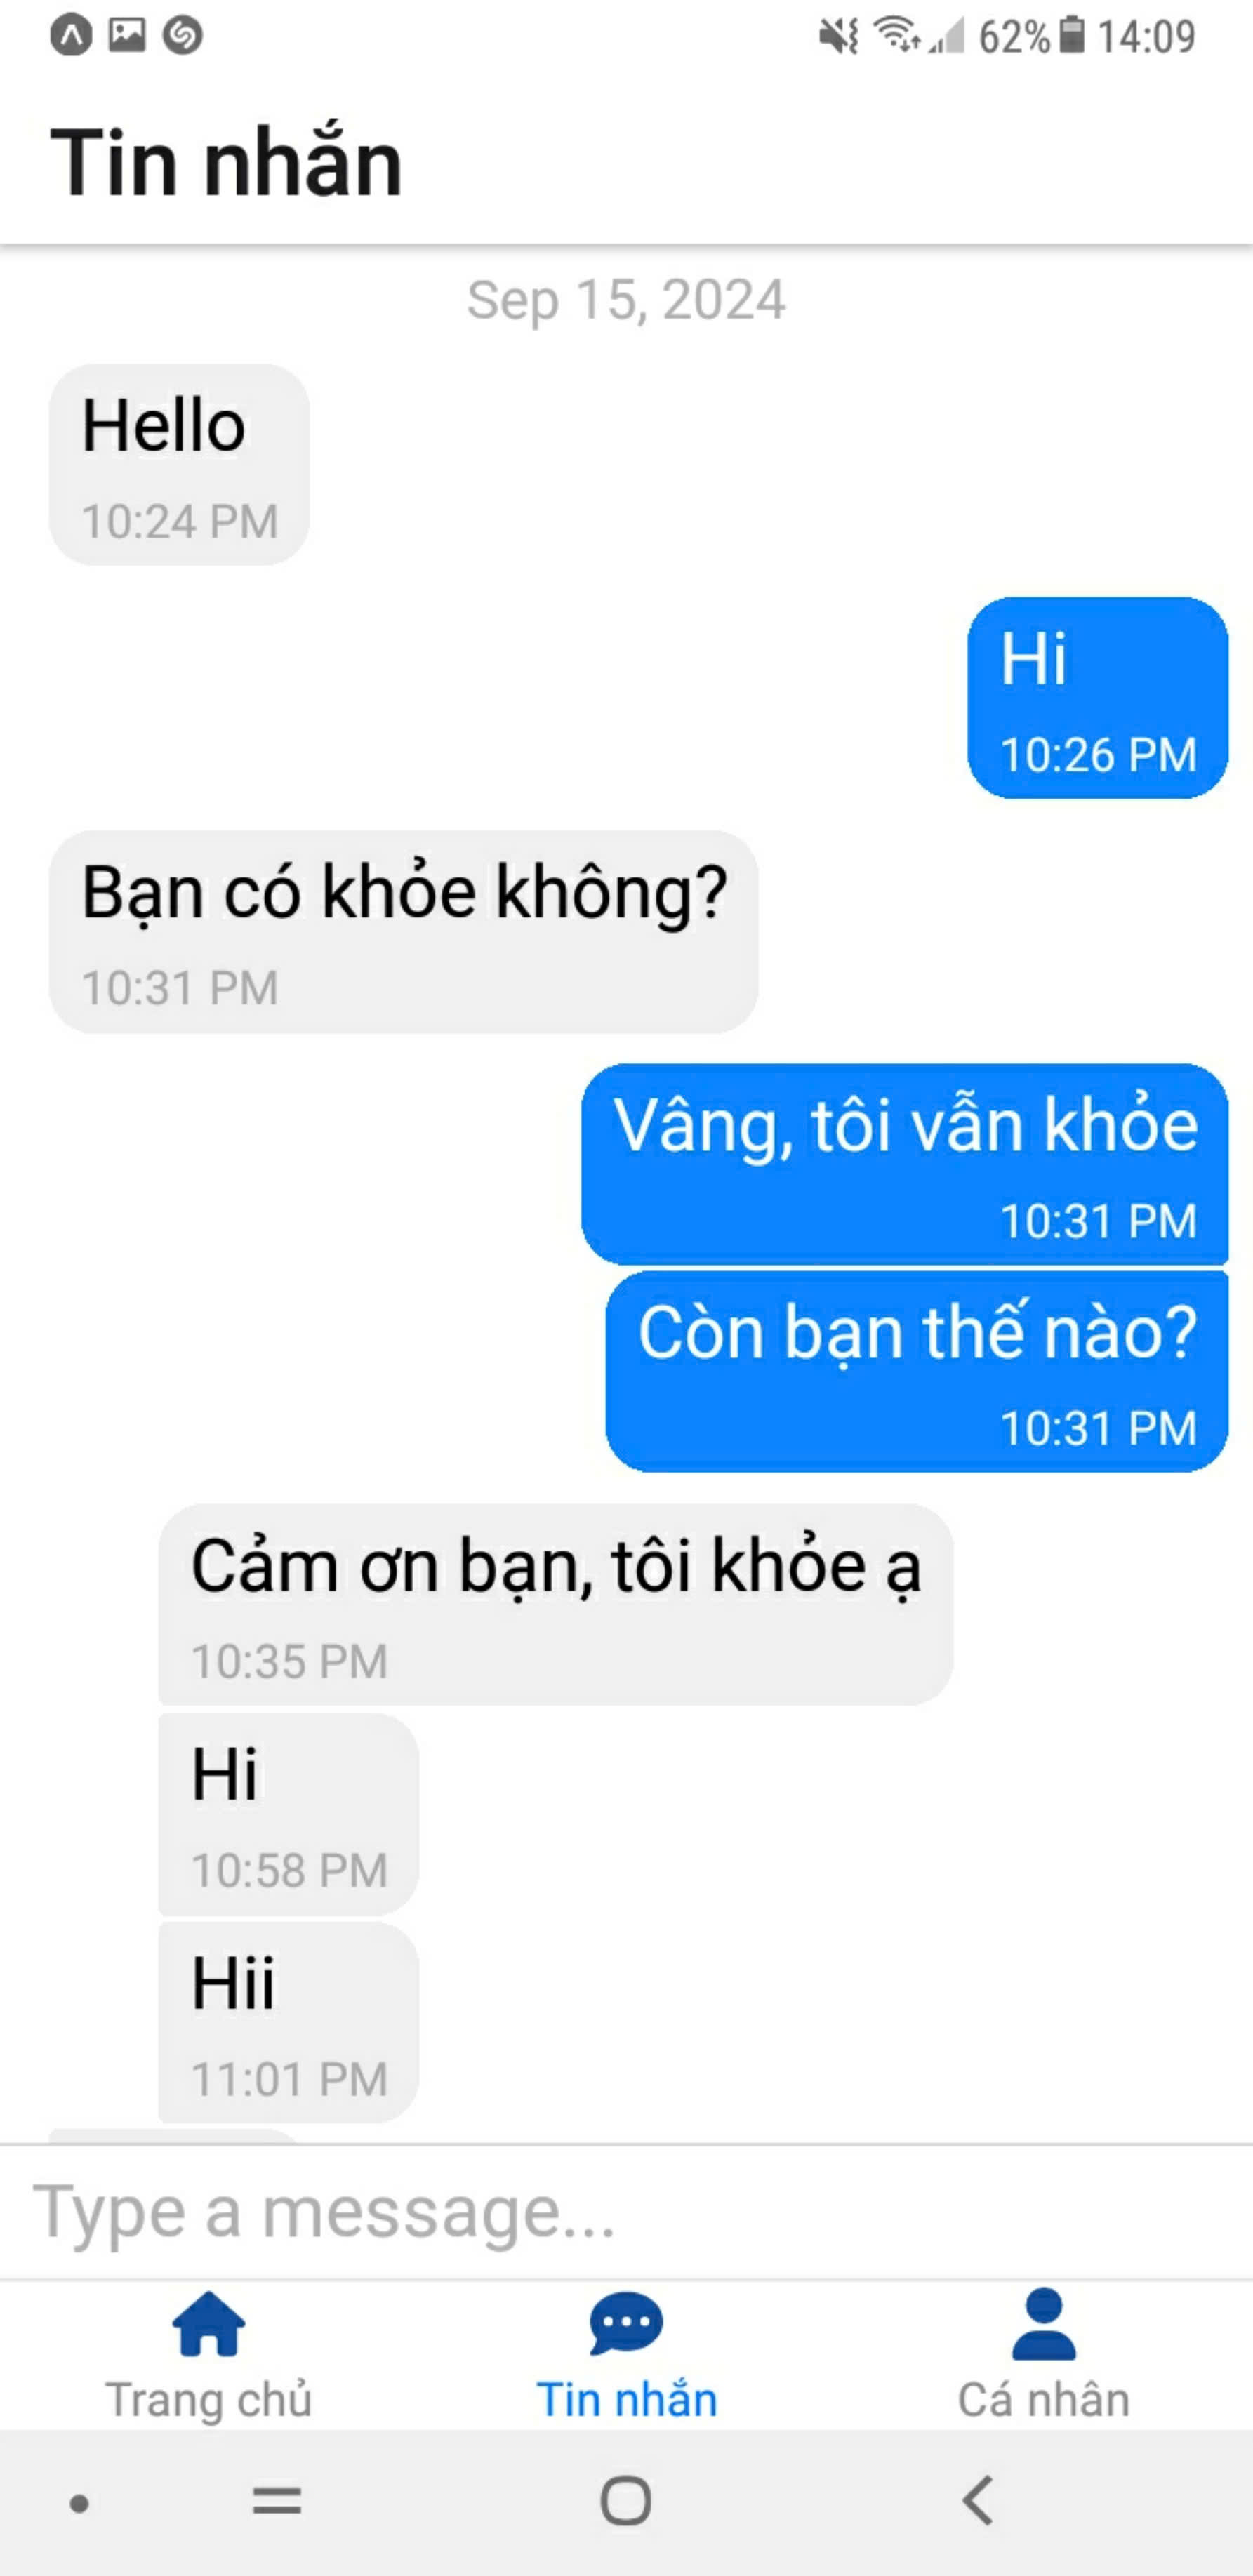 62% 14:09
Tin nhắn
Sep 15, 2024
Hello
10:24 PM
Hi
10:26 PM
Bạn có khỏe không?
10:31 PM
Vâng, tôi vẫn khỏe
10:31 PM
Còn bạn thế nào?
10:31 PM
Cảm ơn bạn, tôi khỏe ạ
10:35 PM
Hi
10:58 PM
Hii
11:01 PM
Type a message...
Trang chủ
Tin nhắn
Cá nhân